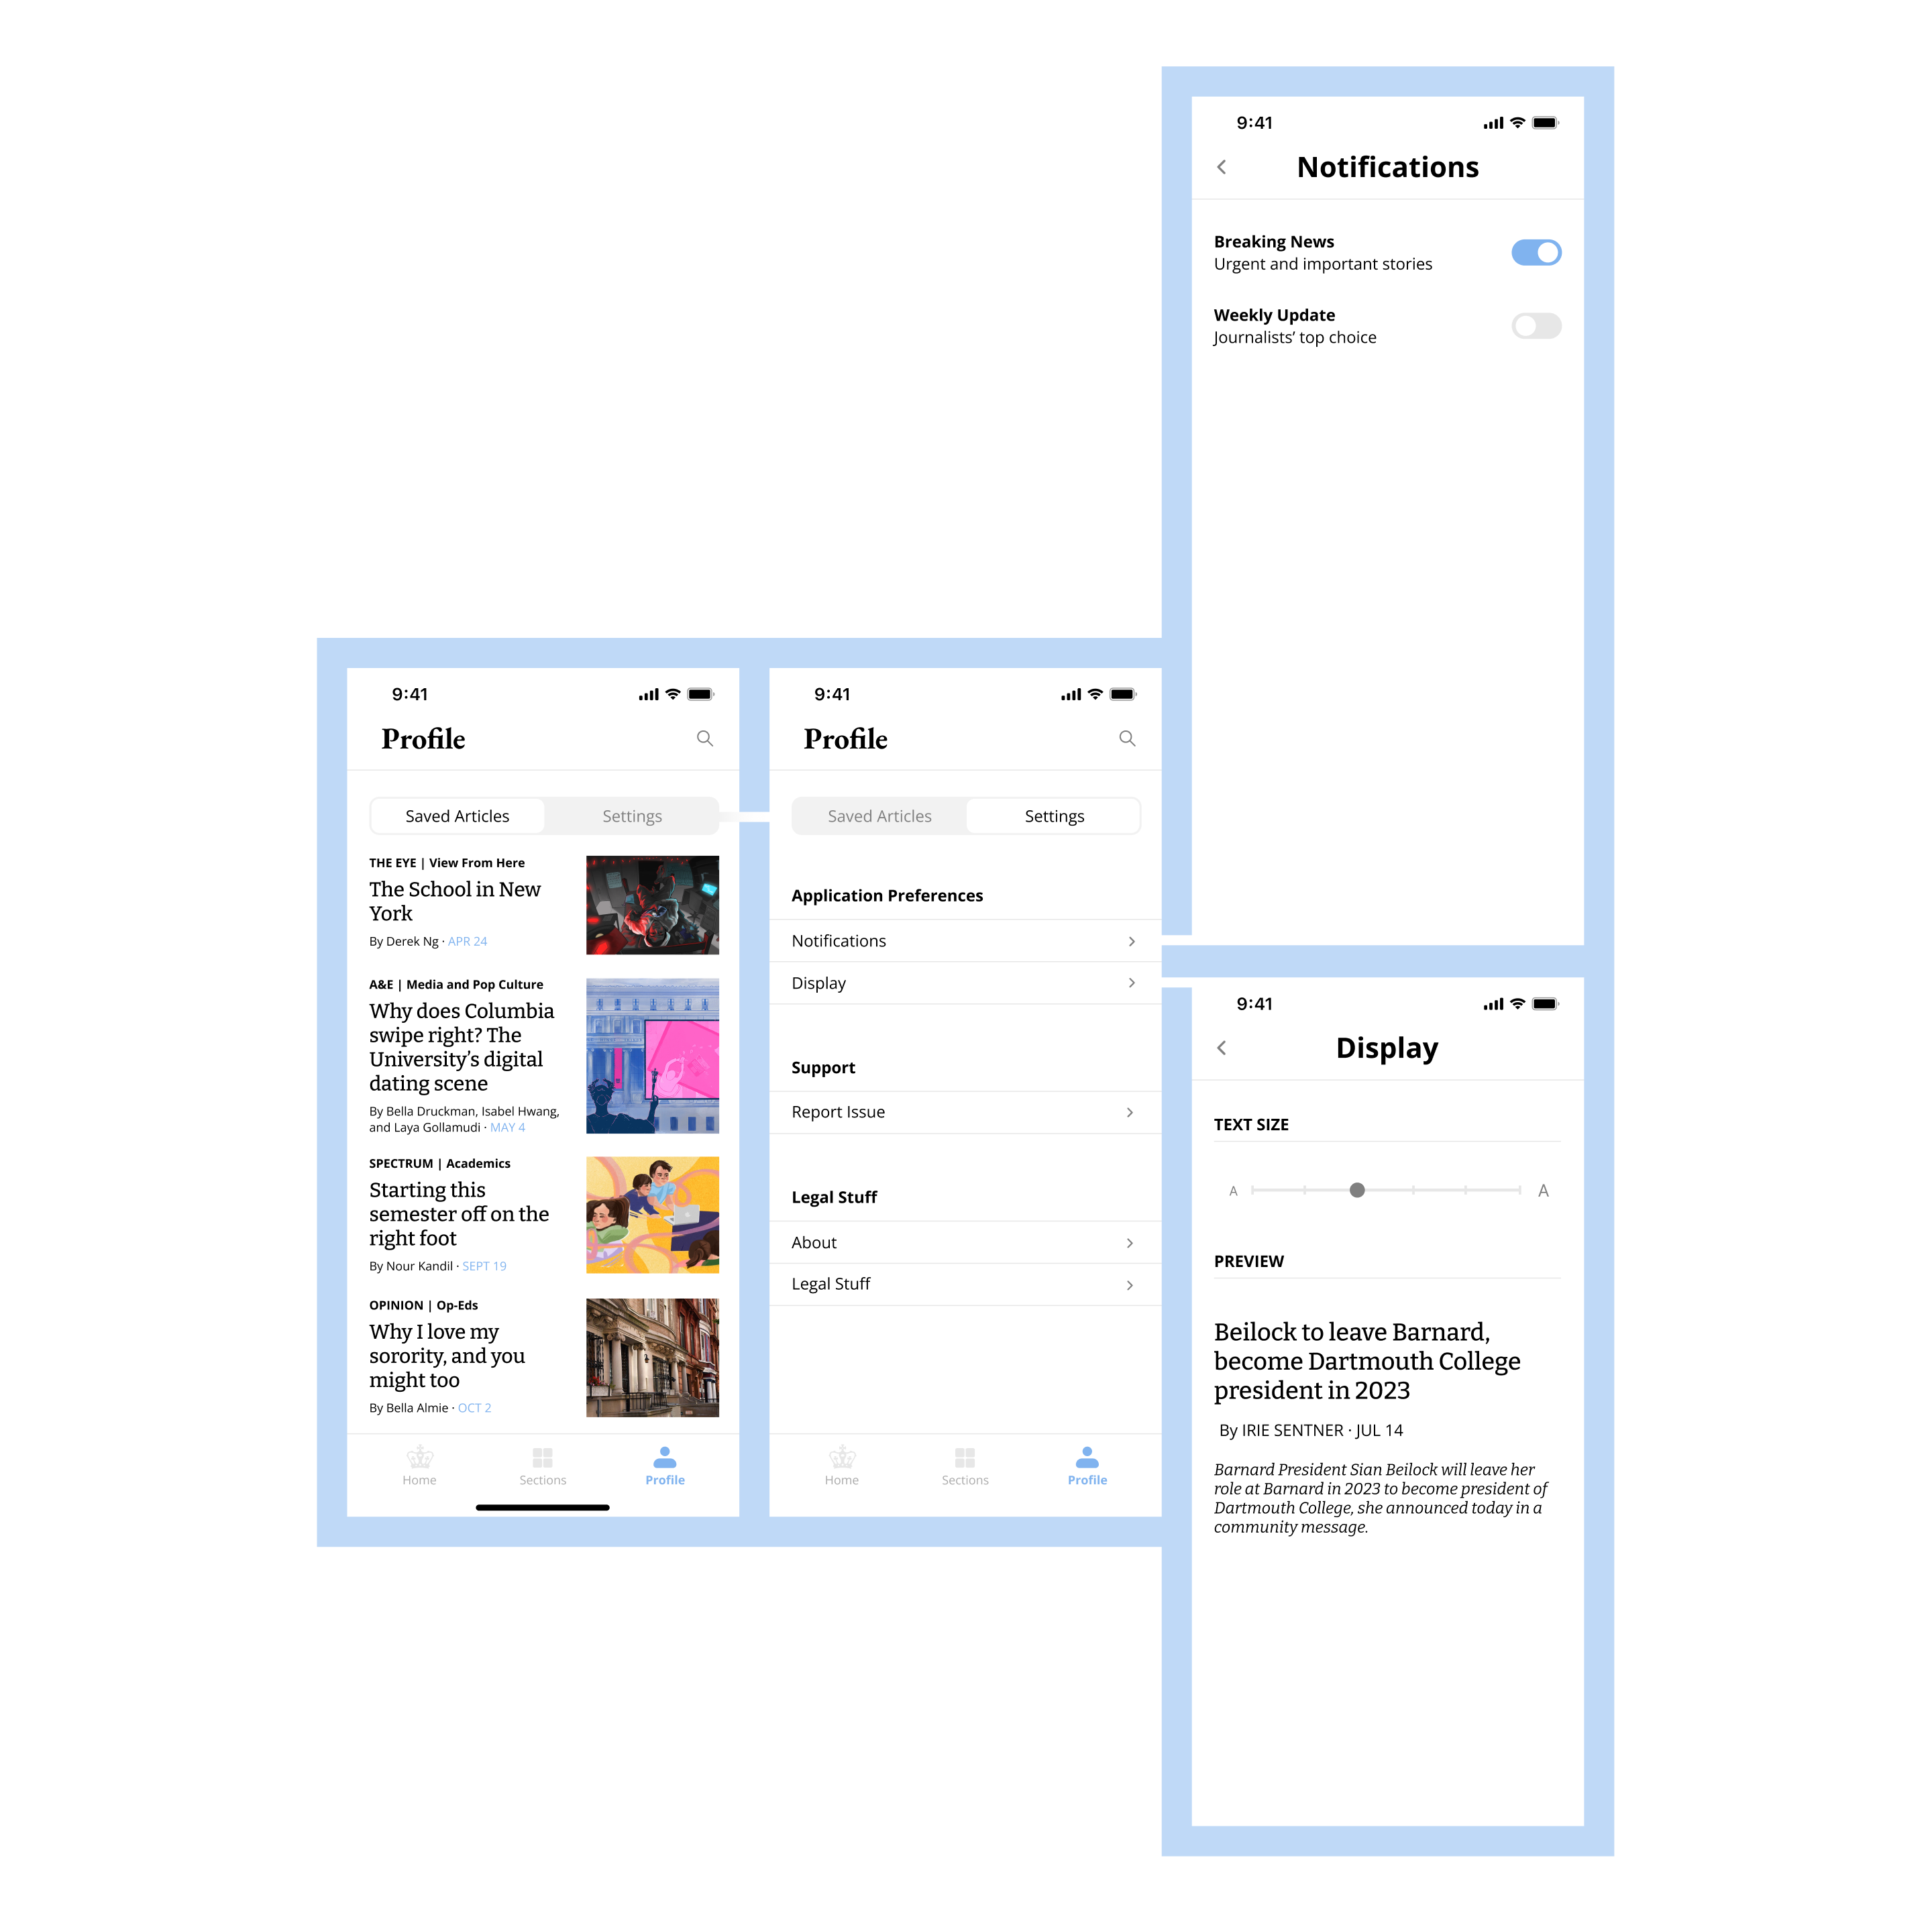 9:41
Notifications
Breaking News
Urgent and important stories
Weekly Update
Journalists’ top choice
9:41
Profile
Saved Articles
Settings
THE EYE | View From Here
The School in New
York
By Derek Ng · APR 24
A&E | Media and Pop Culture
Why does Columbia
swipe right? The
University’s digital
dating scene
By Bella Druckman, Isabel Hwang,
and Laya Gollamudi · MAY 4
SPECTRUM | Academics
Starting this
semester off on the
right foot
By Nour Kandil · SEPT 19
OPINION | Op-Eds
Why I love my
sorority, and you
might too
By Bella Almie · OCT 2
Home
Sections
Profile
9:41
Profile
Saved Articles
Settings
Application Preferences
Notifications
Display
Support
Report Issue
Legal Stuff
About
Legal Stuff
Home
Sections
Profile
9:41
Display
TEXT SIZE
A
A
PREVIEW
Beilock to leave Barnard,
become Dartmouth College
president in 2023
By IRIE SENTNER · JUL 14
Barnard President Sian Beilock will leave her
role at Barnard in 2023 to become president of
Dartmouth College, she announced today in a
community message.